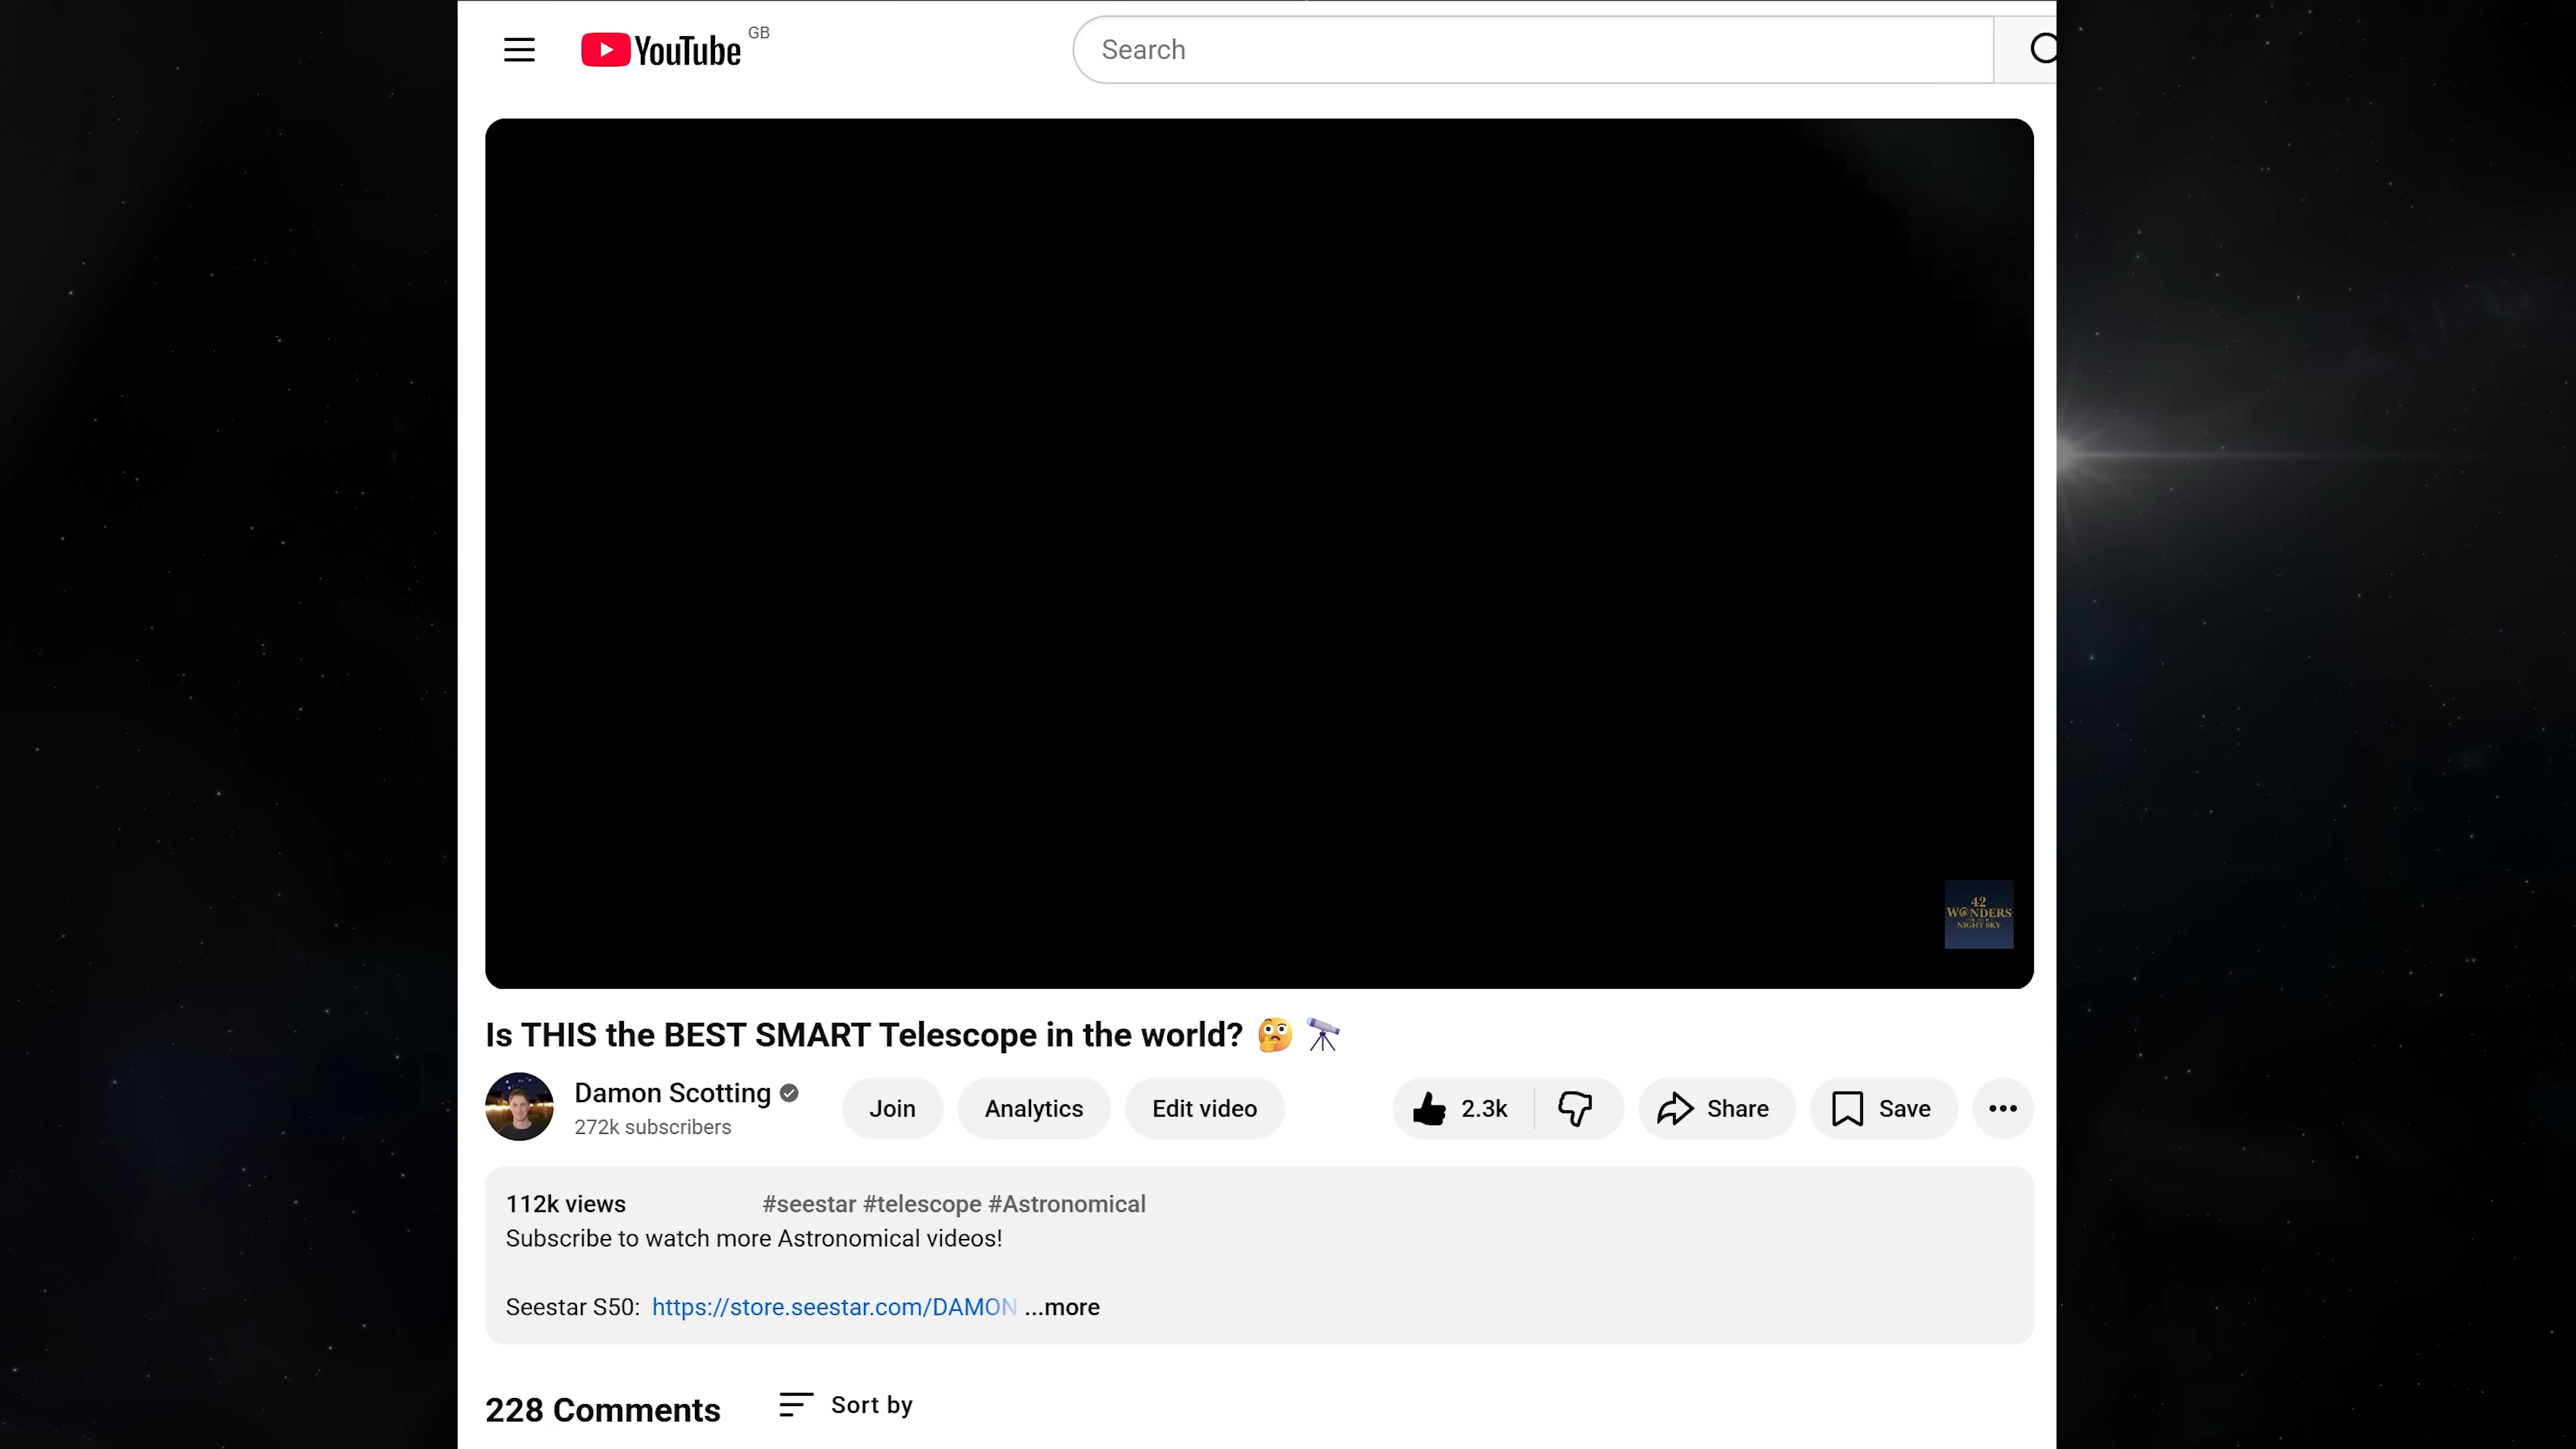 YouTube GB
Search
42
WONDERS
NIGHT SKY
Is THIS the BEST SMART Telescope in the world? 🤔 🔭
Damon Scotting
272k subscribers
Join
Analytics
Edit video
2.3k
Share
Save
112k views #seestar #telescope #Astronomical
Subscribe to watch more Astronomical videos!
Seestar S50: https://store.seestar.com/DAMON ...more
228 Comments
Sort by